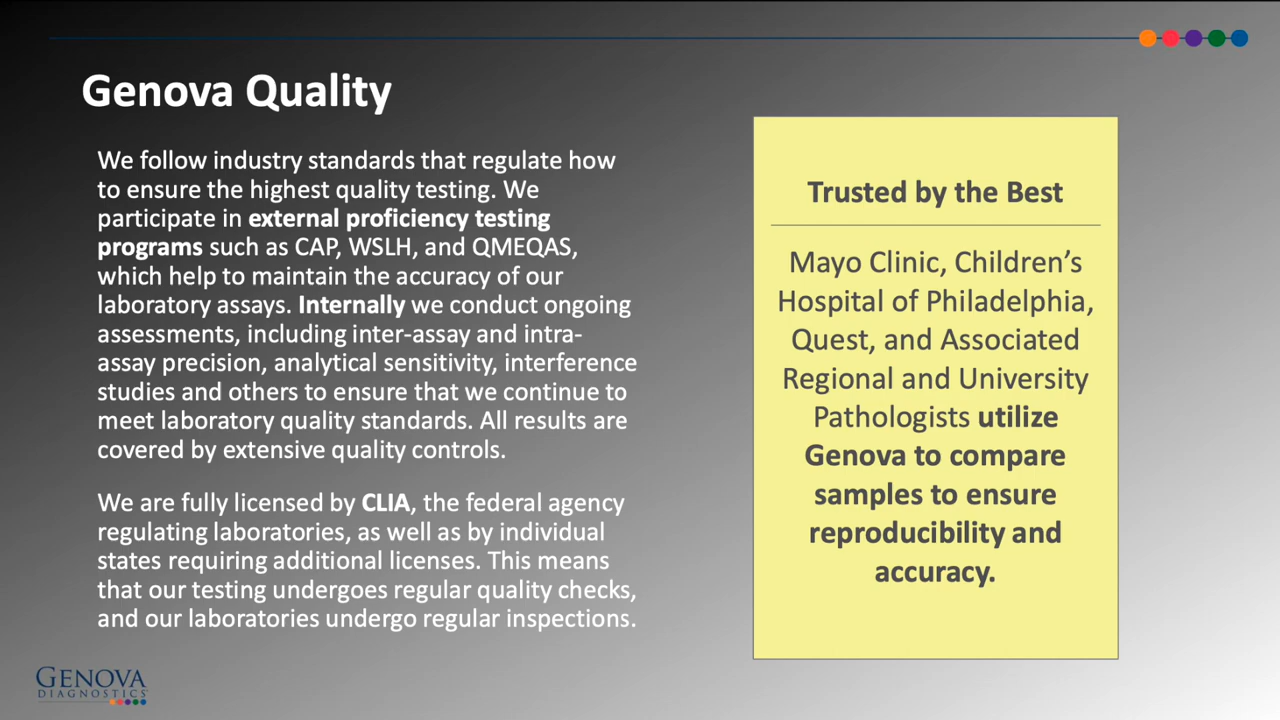 Genova Quality
We follow industry standards that regulate how
to ensure the highest quality testing. We
participate in external proficiency testing
programs such as CAP, WSLH, and QMEQAS,
which help to maintain the accuracy of our
laboratory assays. Internally we conduct ongoing
assessments, including inter-assay and intra-
assay precision, analytical sensitivity, interference
studies and others to ensure that we continue to
meet laboratory quality standards. All results are
covered by extensive quality controls.
We are fully licensed by CLIA, the federal agency
regulating laboratories, as well as by individual
states requiring additional licenses. This means
that our testing undergoes regular quality checks,
and our laboratories undergo regular inspections.
Trusted by the Best
Mayo Clinic, Children’s
Hospital of Philadelphia,
Quest, and Associated
Regional and University
Pathologists utilize
Genova to compare
samples to ensure
reproducibility and
accuracy.
GENOVA
DIAGNOSTICS